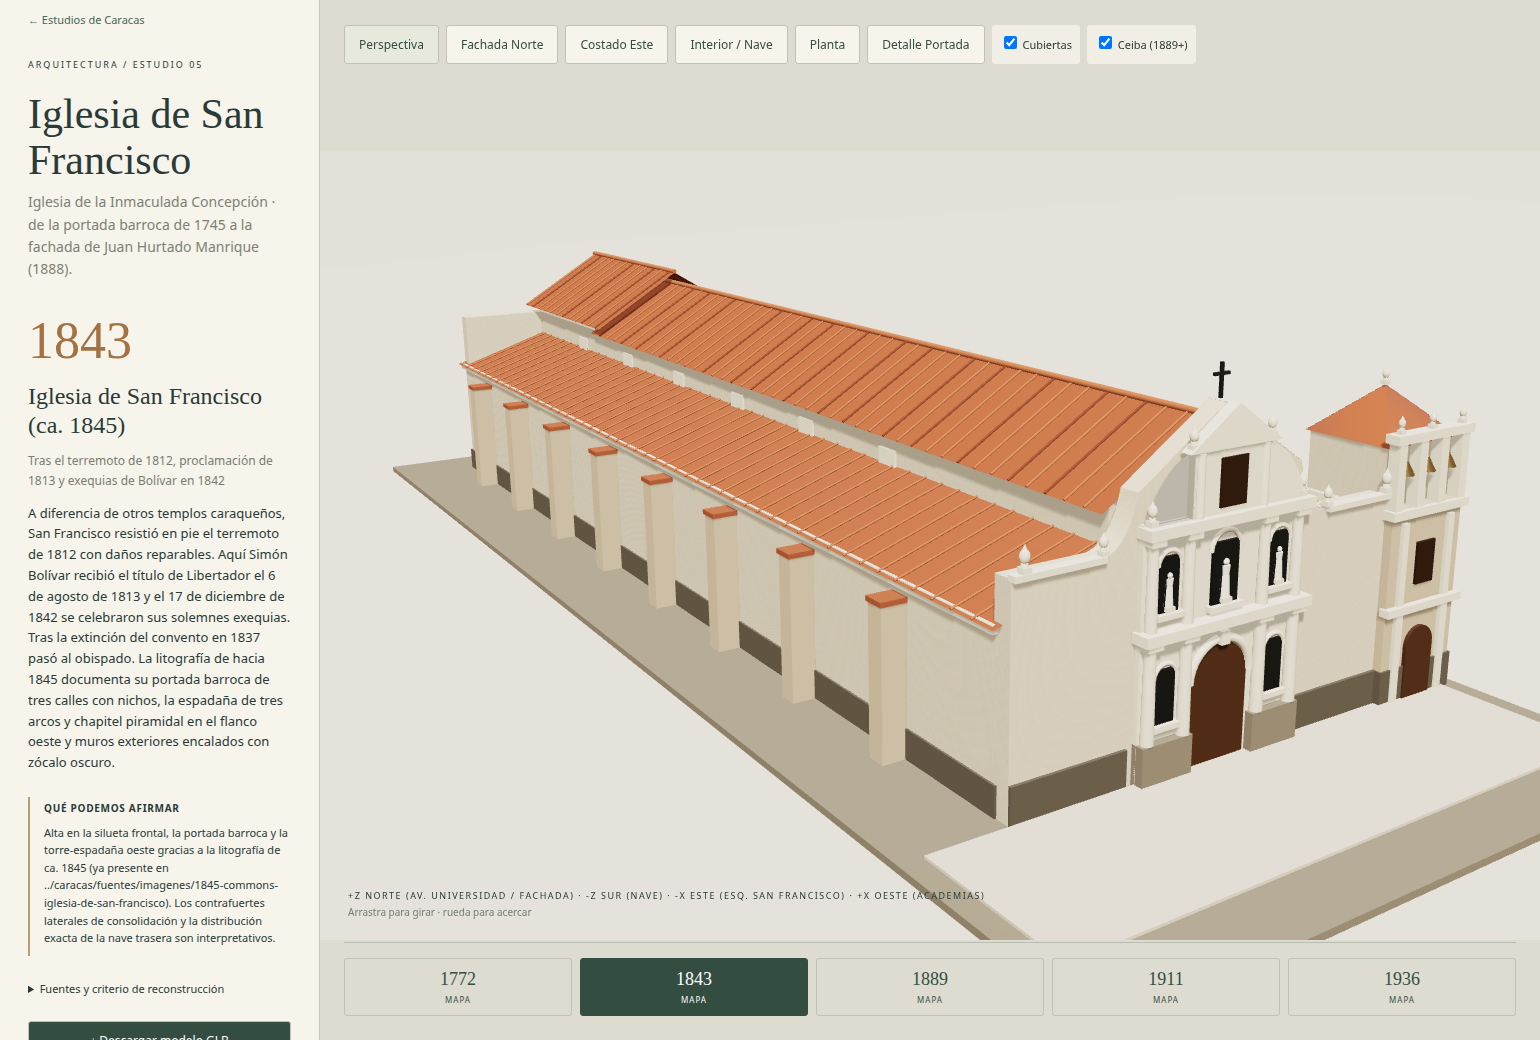 ← Estudios de Caracas
ARQUITECTURA / ESTUDIO 05
Iglesia de San
Francisco
Iglesia de la Inmaculada Concepción ·
de la portada barroca de 1745 a la
fachada de Juan Hurtado Manrique
(1888).
1843
Iglesia de San Francisco
(ca. 1845)
Tras el terremoto de 1812, proclamación de
1813 y exequias de Bolívar en 1842
A diferencia de otros templos caraqueños,
San Francisco resistió en pie el terremoto
de 1812 con daños reparables. Aquí Simón
Bolívar recibió el título de Libertador el 6
de agosto de 1813 y el 17 de diciembre de
1842 se celebraron sus solemnes exequias.
Tras la extinción del convento en 1837
pasó al obispado. La litografía de hacia
1845 documenta su portada barroca de
tres calles con nichos, la espadaña de tres
arcos y chapitel piramidal en el flanco
oeste y muros exteriores encalados con
zócalo oscuro.
QUÉ PODEMOS AFIRMAR
Alta en la silueta frontal, la portada barroca y la
torre-espadaña oeste gracias a la litografía de
ca. 1845 (ya presente en
../caracas/fuentes/imagenes/1845-commons-
iglesia-de-san-francisco). Los contrafuertes
laterales de consolidación y la distribución
exacta de la nave trasera son interpretativos.
▶ Fuentes y criterio de reconstrucción
Descargar modelo GLB
Perspectiva
Fachada Norte
Costado Este
Interior / Nave
Planta
Detalle Portada
Cubiertas
Ceiba (1889+)
+Z NORTE (AV. UNIVERSIDAD / FACHADA) · -Z SUR (NAVE) · -X ESTE (ESQ. SAN FRANCISCO) · +X OESTE (ACADEMIAS)
Arrastra para girar · rueda para acercar
1772
MAPA
1843
MAPA
1889
MAPA
1911
MAPA
1936
MAPA